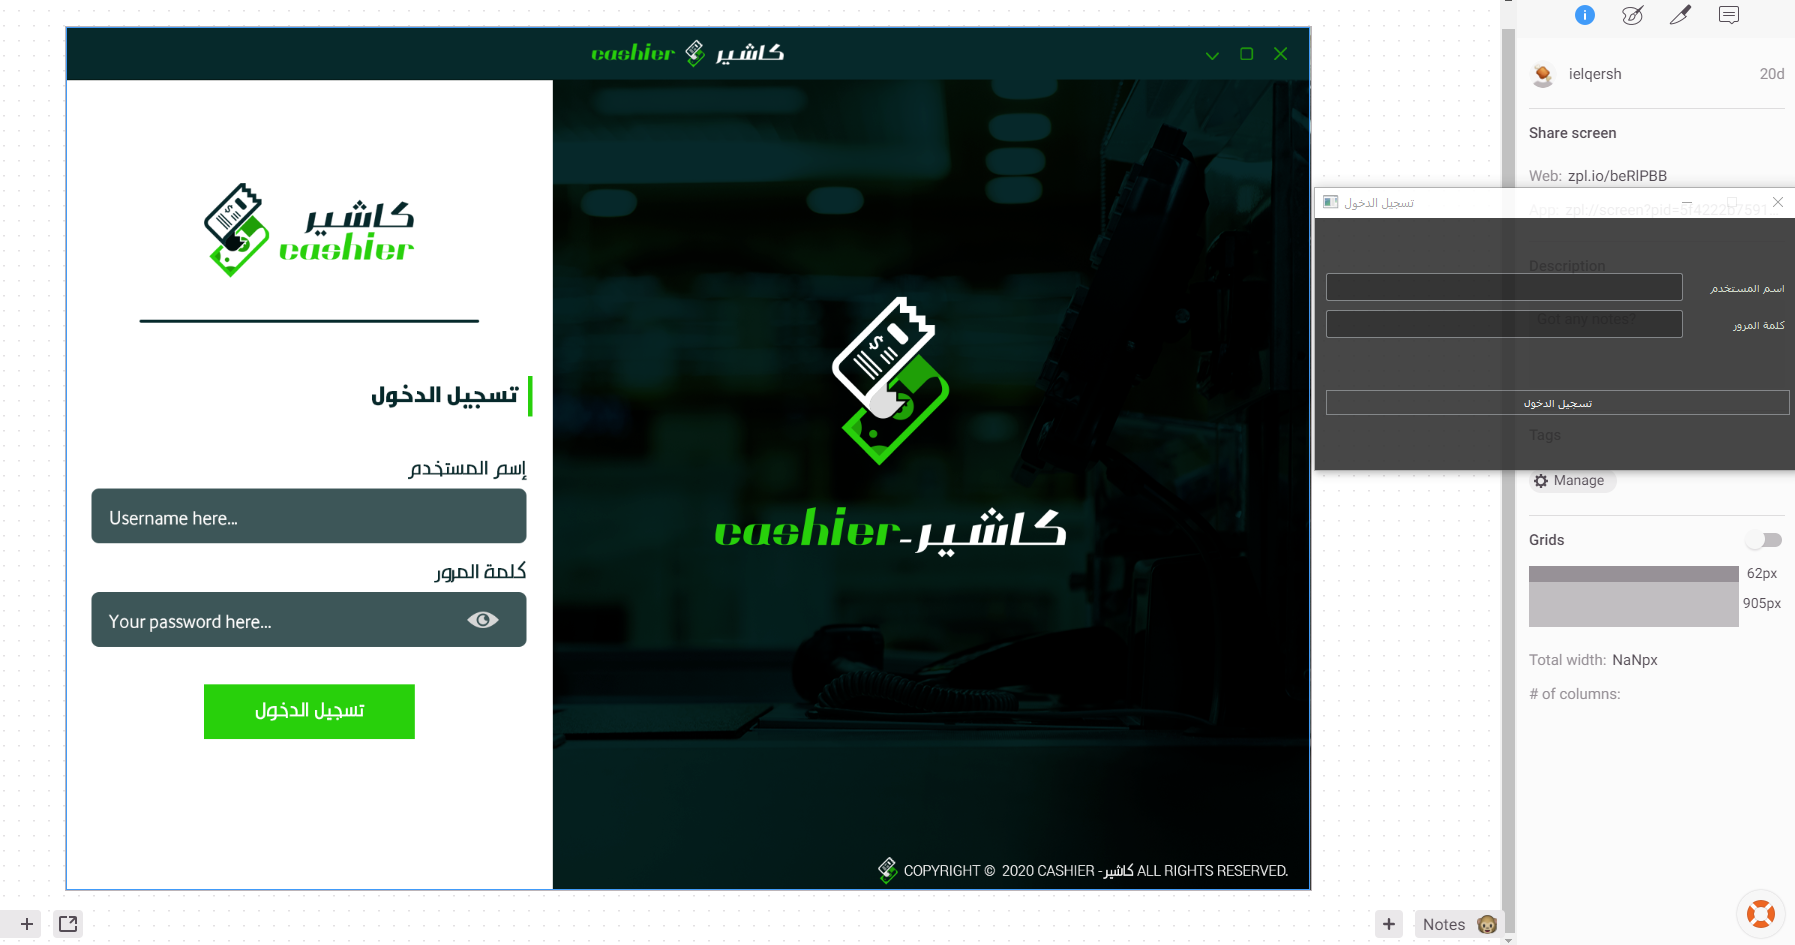 cashier كاشير
كاشير
cashier
تسجيل الدخول
إسم المستخدم
Username here...
كلمة المرور
Your password here...
تسجيل الدخول
$
cashier-كاشير
COPYRIGHT © 2020 CASHIER -كاشير ALL RIGHTS RESERVED.
ielqersh 20d
Share screen
Web: zpl.io/beRIPBB
تسجيل الدخول
App: zpl://screen?pid=5f4222b7591...
Description
اسم المستخدم
Got any notes?
كلمة المرور
تسجيل الدخول
Tags
Manage
Grids
62px
905px
Total width: NaNpx
# of columns:
Notes